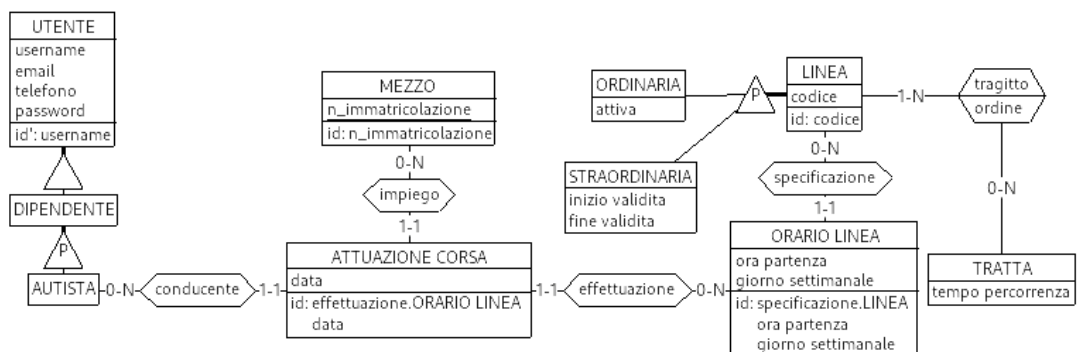 UTENTE
username
email
telefono
password
id': username
DIPENDENTE
P
AUTISTA
0-N
conducente
1-1
MEZZO
n_immatricolazione
id: n_immatricolazione
0-N
impiego
1-1
ATTUAZIONE CORSA
data
id: effettuazione.ORARIO LINEA
data
1-1
effettuazione
0-N
ORDINARIA
attiva
P
STRAORDINARIA
inizio validita
fine validita
LINEA
codice
id: codice
0-N
specificazione
1-1
ORARIO LINEA
ora partenza
giorno settimanale
id: specificazione.LINEA
ora partenza
giorno settimanale
1-N
tragitto
ordine
0-N
TRATTA
tempo percorrenza